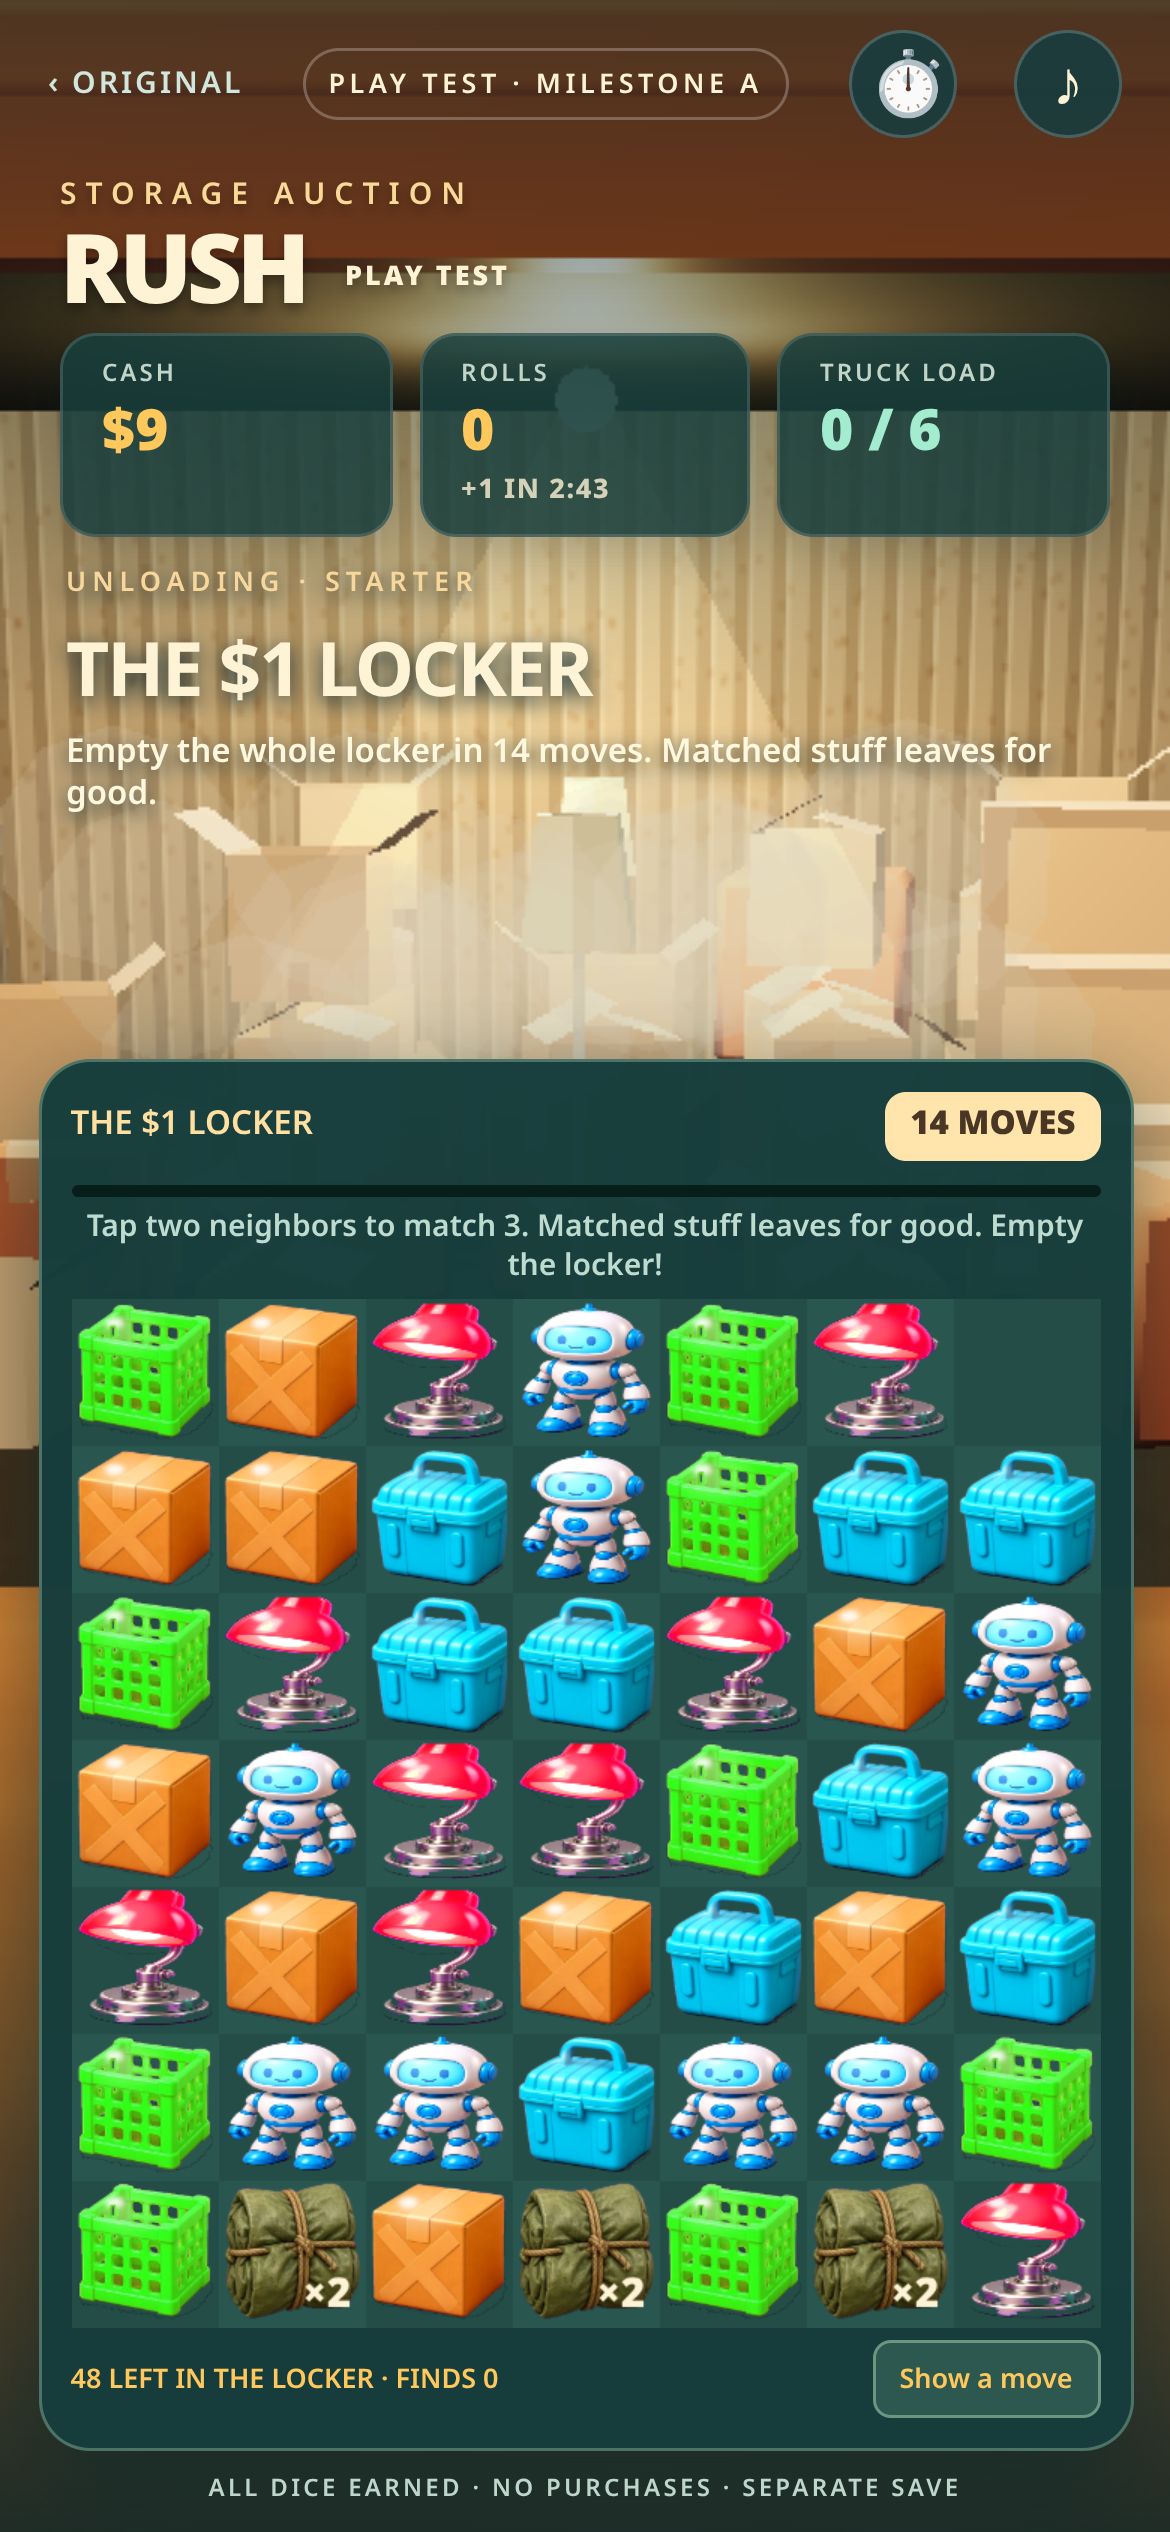 ‹ ORIGINAL
PLAY TEST · MILESTONE A
♪
STORAGE AUCTION
RUSH PLAY TEST
CASH
$9
ROLLS
0
+1 IN 2:43
TRUCK LOAD
0 / 6
UNLOADING · STARTER
THE $1 LOCKER
Empty the whole locker in 14 moves. Matched stuff leaves for
good.
THE $1 LOCKER
14 MOVES
Tap two neighbors to match 3. Matched stuff leaves for good. Empty
the locker!
×2
×2
×2
48 LEFT IN THE LOCKER · FINDS 0
Show a move
ALL DICE EARNED · NO PURCHASES · SEPARATE SAVE